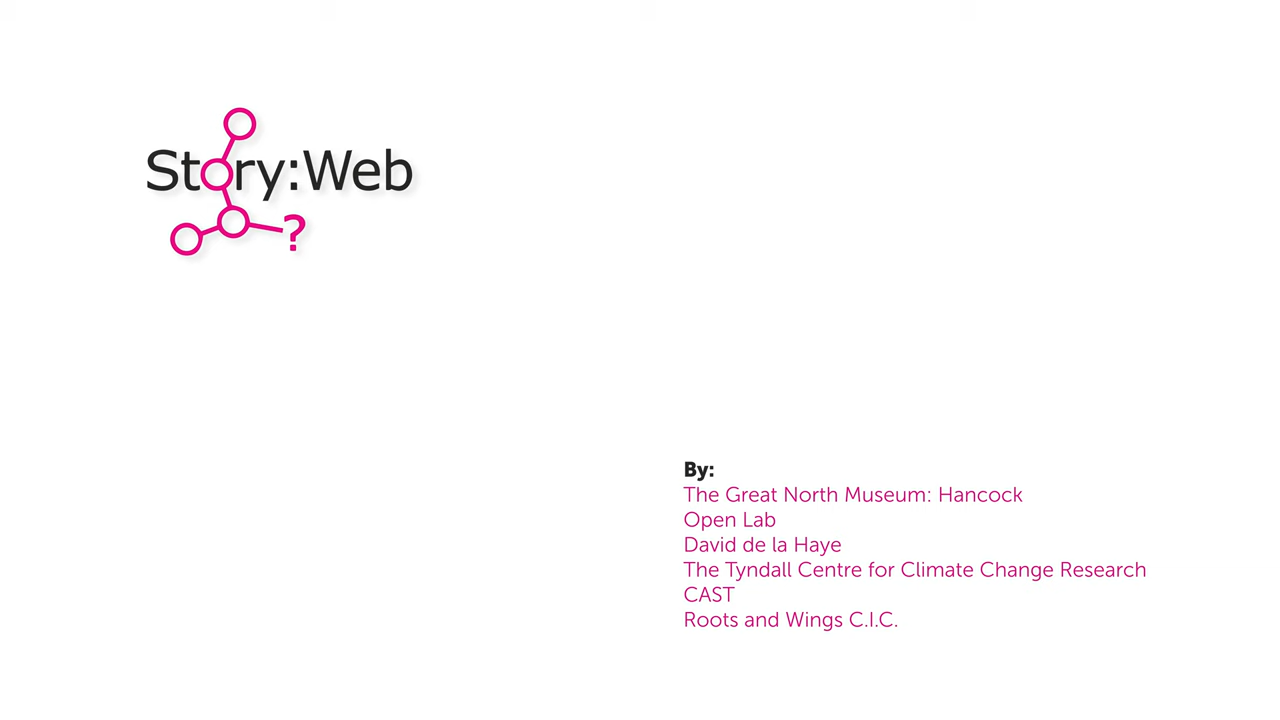 Story:Web
?
By:
The Great North Museum: Hancock
Open Lab
David de la Haye
The Tyndall Centre for Climate Change Research
CAST
Roots and Wings C.I.C.